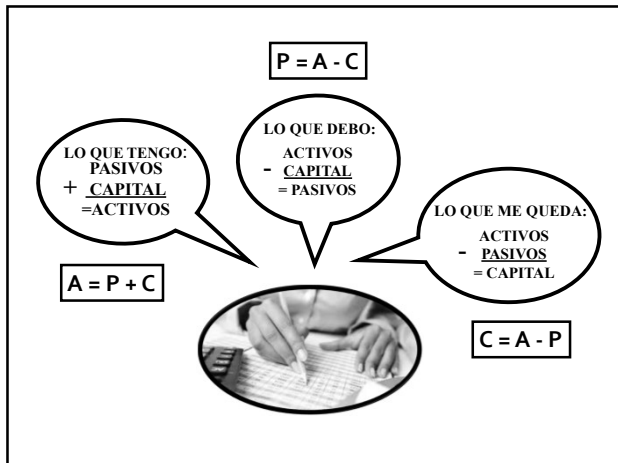 P = A - C
LO QUE TENGO:
PASIVOS
+ CAPITAL
=ACTIVOS
A = P + C
LO QUE DEBO:
ACTIVOS
- CAPITAL
= PASIVOS
LO QUE ME QUEDA:
ACTIVOS
- PASIVOS
= CAPITAL
C = A - P